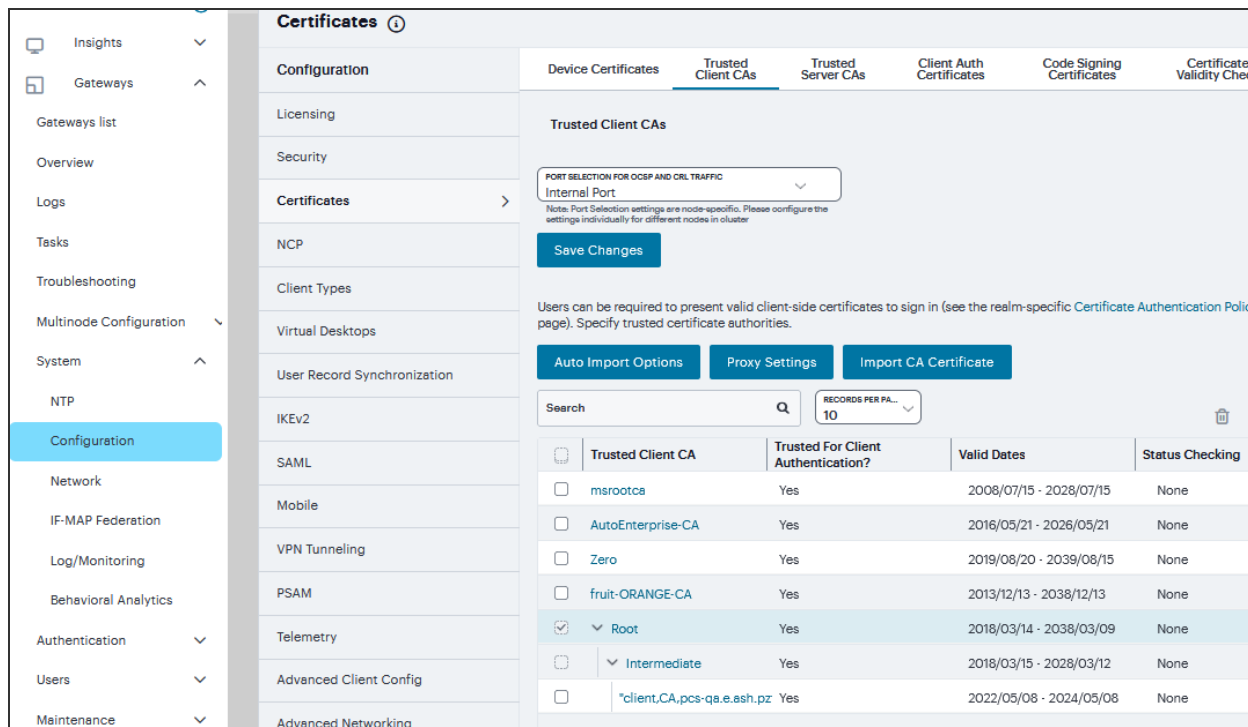 Insights
Gateways
Gateways list
Overview
Logs
Tasks
Troubleshooting
Multinode Configuration
System
NTP
Configuration
Network
IF-MAP Federation
Log/Monitoring
Behavioral Analytics
Authentication
Users
Maintenance
Certificates
Configuration
Licensing
Security
Certificates
NCP
Client Types
Virtual Desktops
User Record Synchronization
IKEv2
SAML
Mobile
VPN Tunneling
PSAM
Telemetry
Advanced Client Config
Advanced Networking
Device Certificates
Trusted
Client CAs
Trusted
Server CAs
Client Auth
Certificates
Code Signing
Certificates
Certificate
Validity Chec
Trusted Client CAs
PORT SELECTION FOR OCSP AND CRL TRAFFIC
Internal Port
Note: Port Selection settings are node-specific. Please configure the
settings individually for different nodes in cluster
Save Changes
Users can be required to present valid client-side certificates to sign in (see the realm-specific Certificate Authentication Polic
page). Specify trusted certificate authorities.
Auto Import Options Proxy Settings Import CA Certificate
Search
RECORDS PER PA...
10
Trusted Client CA Trusted For Client Authentication? Valid Dates Status Checking
msrootca Yes 2008/07/15 - 2028/07/15 None
AutoEnterprise-CA Yes 2016/05/21 - 2026/05/21 None
Zero Yes 2019/08/20 - 2039/08/15 None
fruit-ORANGE-CA Yes 2013/12/13 - 2038/12/13 None
Root Yes 2018/03/14 - 2038/03/09 None
Intermediate Yes 2018/03/15 - 2028/03/12 None
"client,CA,pcs-qa.e.ash.pz Yes 2022/05/08 - 2024/05/08 None